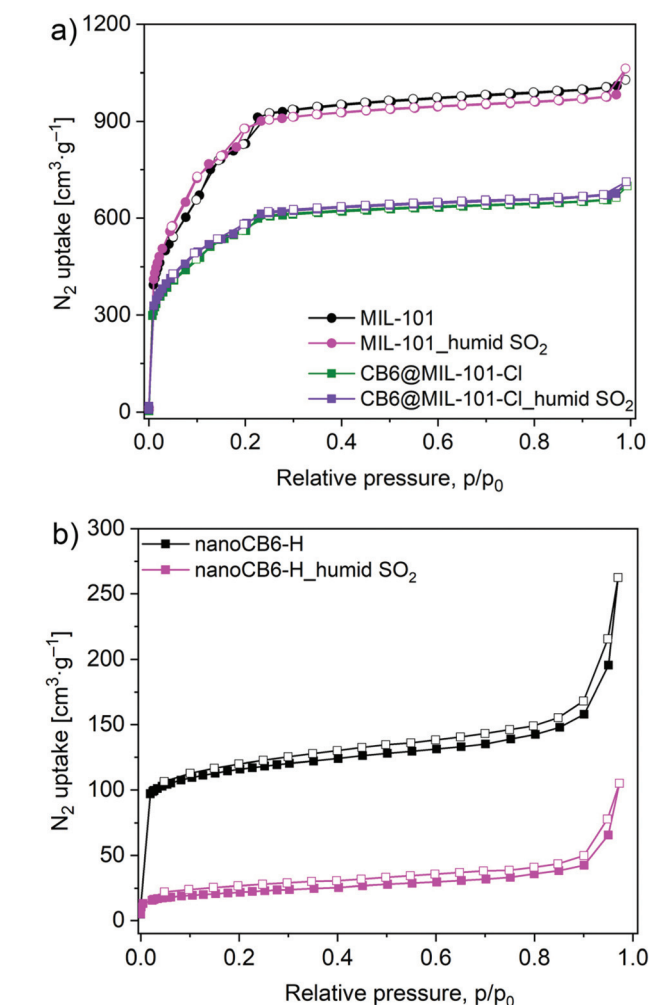 a)
1200
900
600
300
0
N₂ uptake [cm³·g⁻¹]
MIL-101
MIL-101_humid SO₂
CB6@MIL-101-Cl
CB6@MIL-101-Cl_humid SO₂
0.0 0.2 0.4 0.6 0.8 1.0
Relative pressure, p/p₀
b)
300
250
200
150
100
50
0
N₂ uptake [cm³·g⁻¹]
nanoCB6-H
nanoCB6-H_humid SO₂
0.0 0.2 0.4 0.6 0.8 1.0
Relative pressure, p/p₀